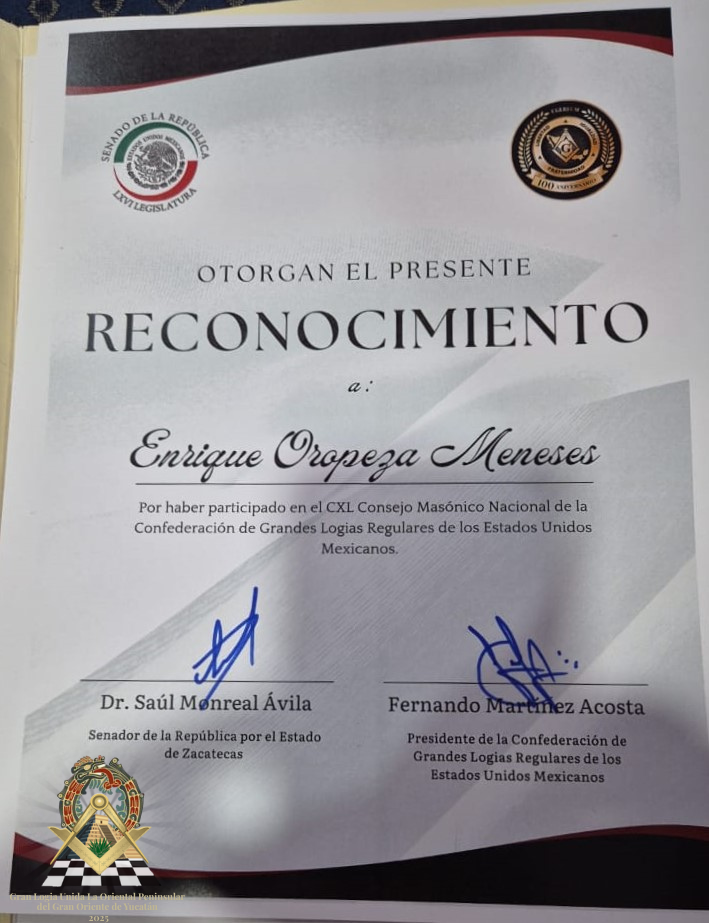 SENADO DE LA REPÚBLICA
ESTADOS UNIDOS MEXICANOS
LXVI LEGISLATURA
FRATERNIDAD
100 ANIVERSARIO
G
OTORGAN EL PRESENTE
RECONOCIMIENTO
a :
Enrique Oropeza Meneses
Por haber participado en el CXL Consejo Masónico Nacional de la
Confederación de Grandes Logias Regulares de los Estados Unidos
Mexicanos.
Dr. Saúl Monreal Ávila
Senador de la República por el Estado
de Zacatecas
Fernando Martínez Acosta
Presidente de la Confederación de
Grandes Logias Regulares de los
Estados Unidos Mexicanos
Gran Logia Unida La Oriental Peninsular
del Gran Oriente de Yucatán
2025